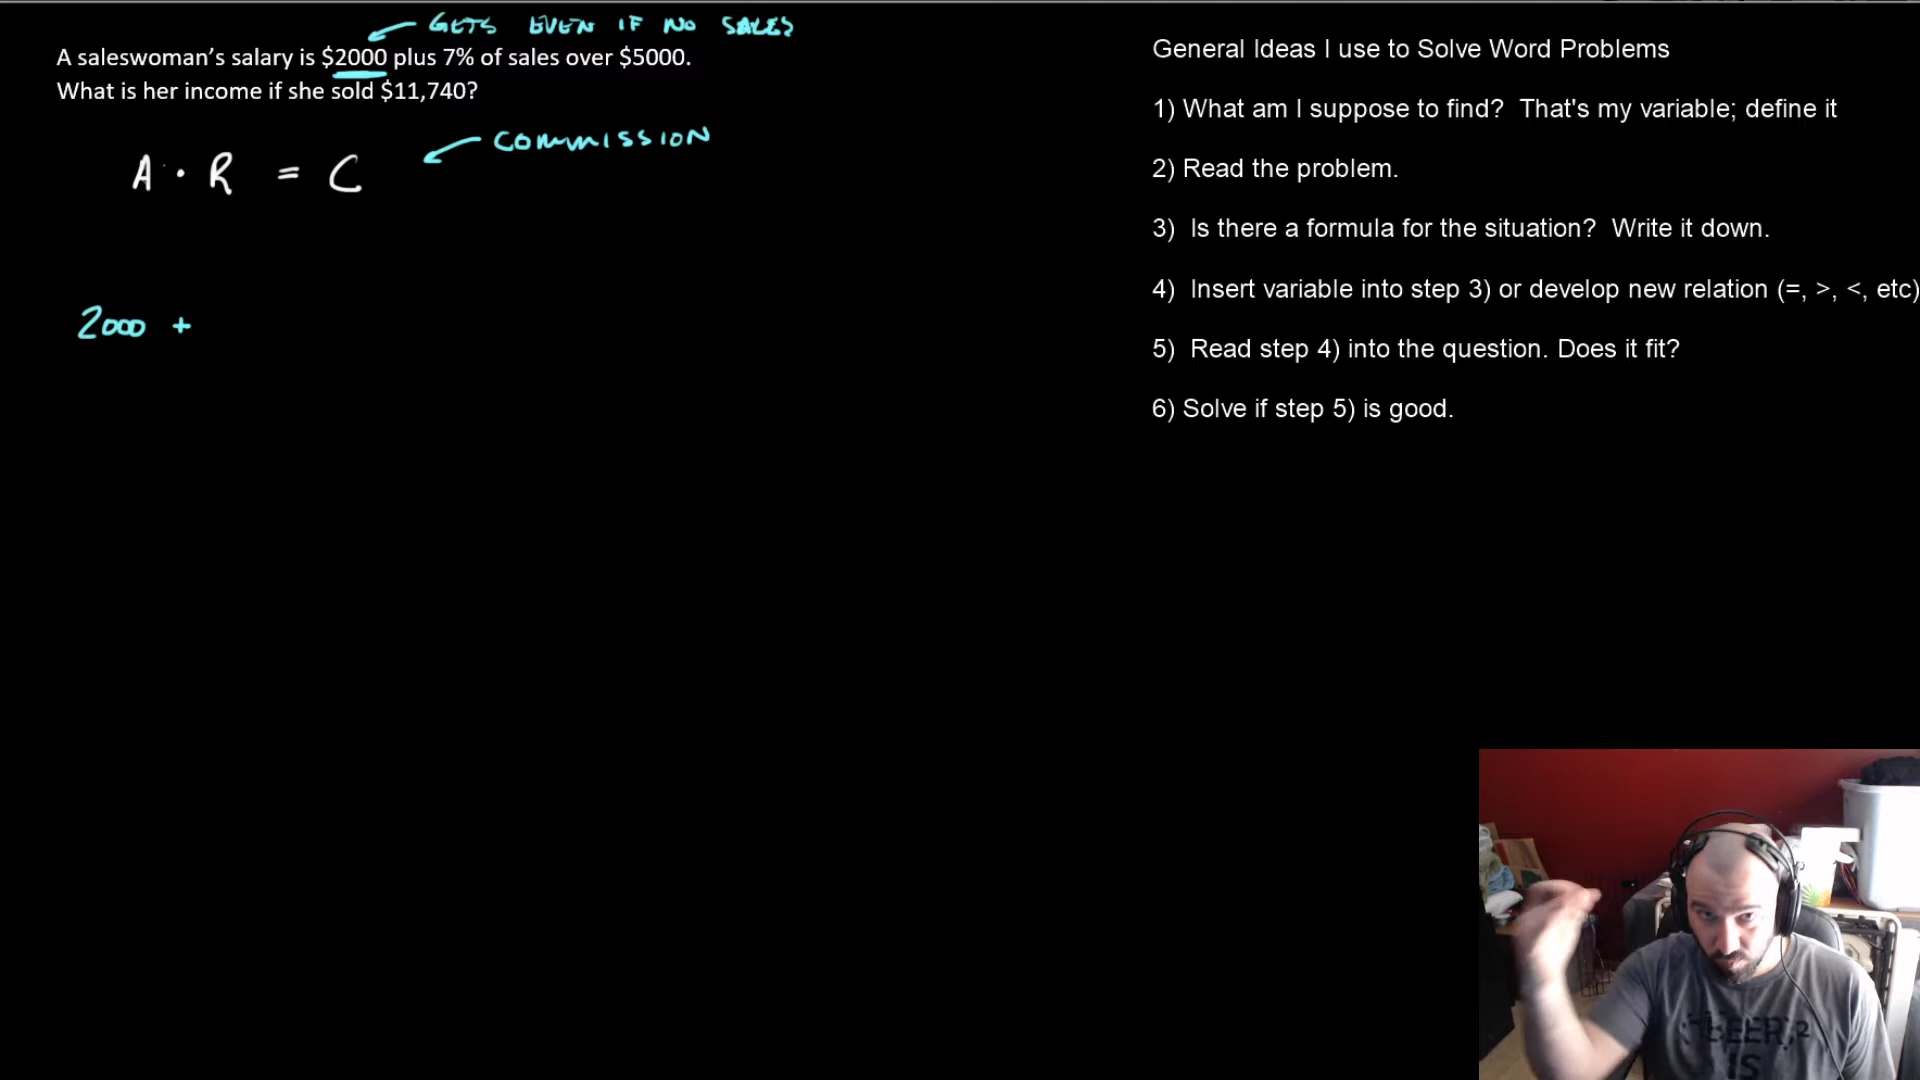 GETS EVEN IF NO SALES
A saleswoman’s salary is $2000 plus 7% of sales over $5000.
What is her income if she sold $11,740?
COMMISSION
A · R = C
2000 +
General Ideas I use to Solve Word Problems
1) What am I suppose to find?  That's my variable; define it
2) Read the problem.
3)  Is there a formula for the situation?  Write it down.
4)  Insert variable into step 3) or develop new relation (=, >, <, etc)
5)  Read step 4) into the question. Does it fit?
6) Solve if step 5) is good.
IS